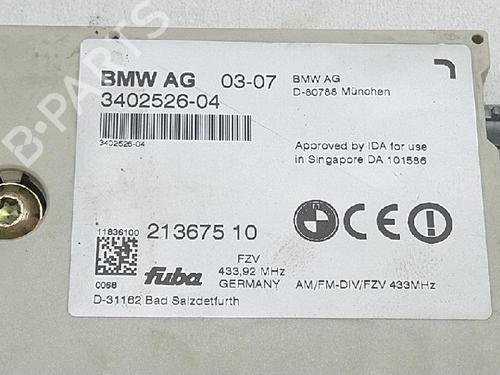 BMW AG 03-07 BMW AG
3402526-04 D-80788 München
3402526-04
Approved by IDA for use
in Singapore DA 101586
11836100 213675 10
CE
FZV
0068 fuba 433,92 MHz
GERMANY AM/FM-DIV/FZV 433MHz
D-31162 Bad Salzdetfurth
B-PARTS